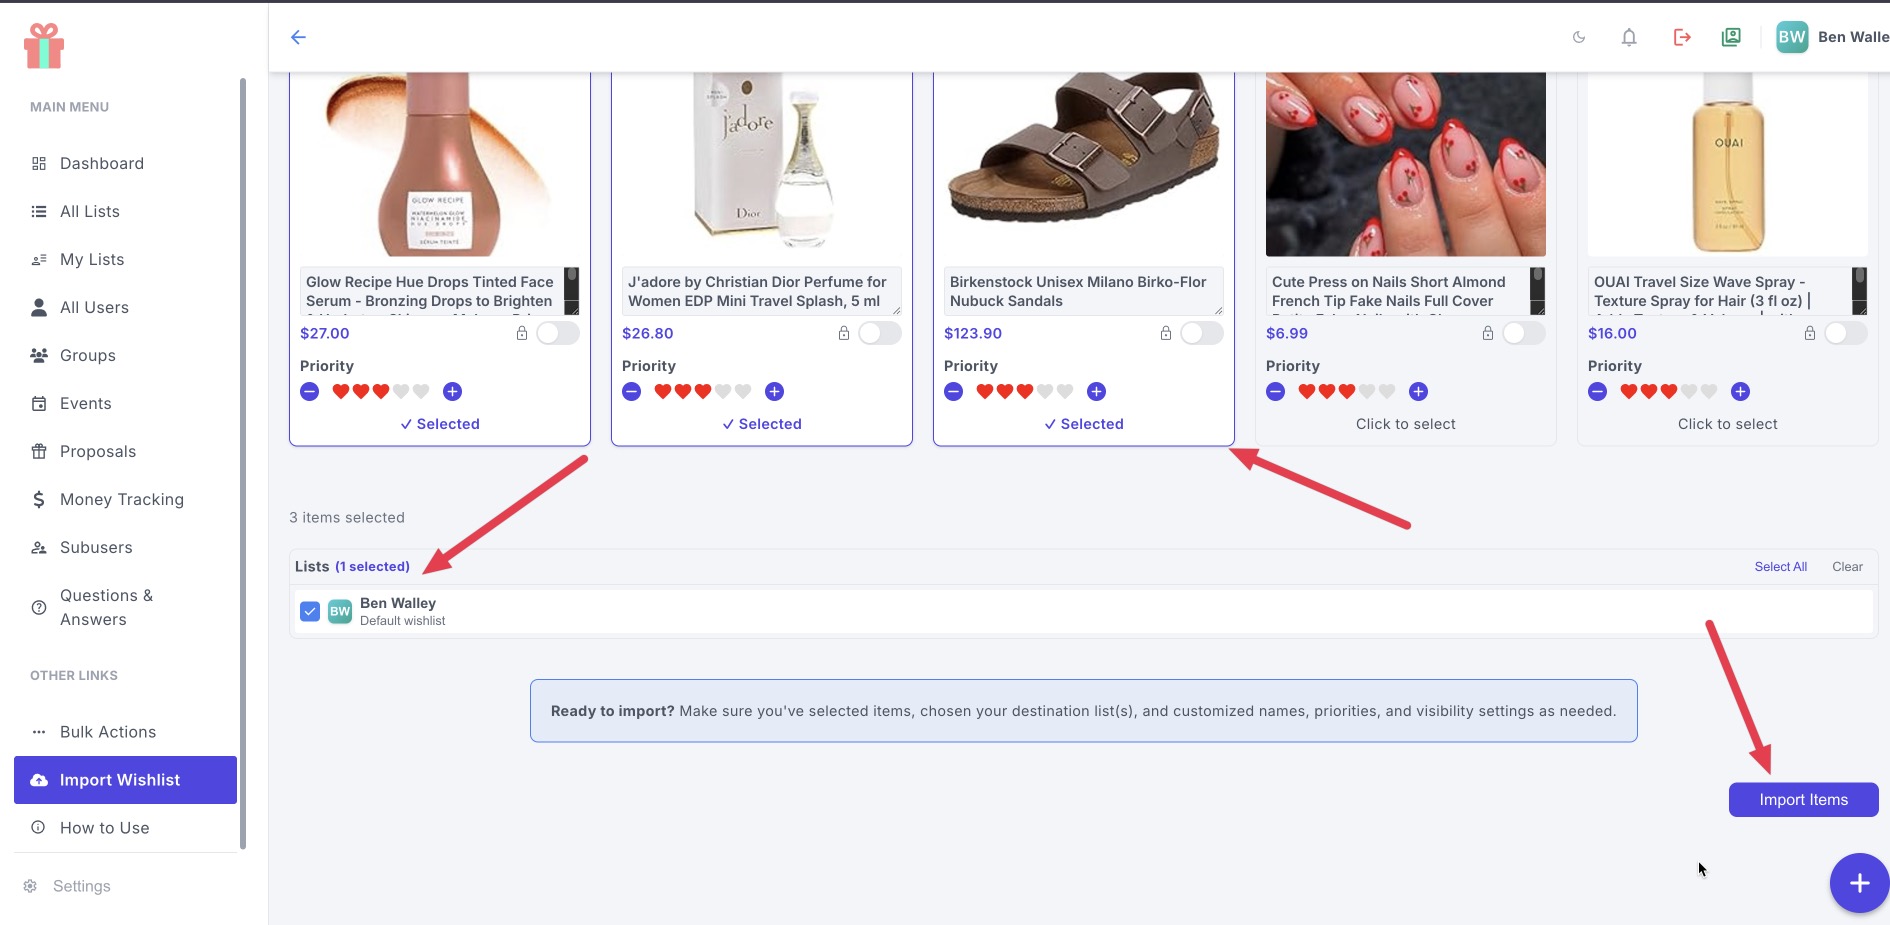 BW Ben Walle
MAIN MENU
Dashboard
All Lists
My Lists
All Users
Groups
Events
Proposals
Money Tracking
Subusers
Questions &
Answers
OTHER LINKS
Bulk Actions
Import Wishlist
How to Use
Settings
GLOW RECIPE
WATERMELON GLOW
NIACINAMIDE
HUE DROPS
SERUM TEINTÉ
Glow Recipe Hue Drops Tinted Face
Serum - Bronzing Drops to Brighten
$27.00
Priority
Selected
j'adore
Dior
J'adore by Christian Dior Perfume for
Women EDP Mini Travel Splash, 5 ml
$26.80
Priority
Selected
Birkenstock Unisex Milano Birko-Flor
Nubuck Sandals
$123.90
Priority
Selected
Cute Press on Nails Short Almond
French Tip Fake Nails Full Cover
$6.99
Priority
Click to select
OUAI
OUAI Travel Size Wave Spray -
Texture Spray for Hair (3 fl oz) |
$16.00
Priority
Click to select
3 items selected
Lists (1 selected)
Select All Clear
BW Ben Walley
Default wishlist
Ready to import? Make sure you've selected items, chosen your destination list(s), and customized names, priorities, and visibility settings as needed.
Import Items